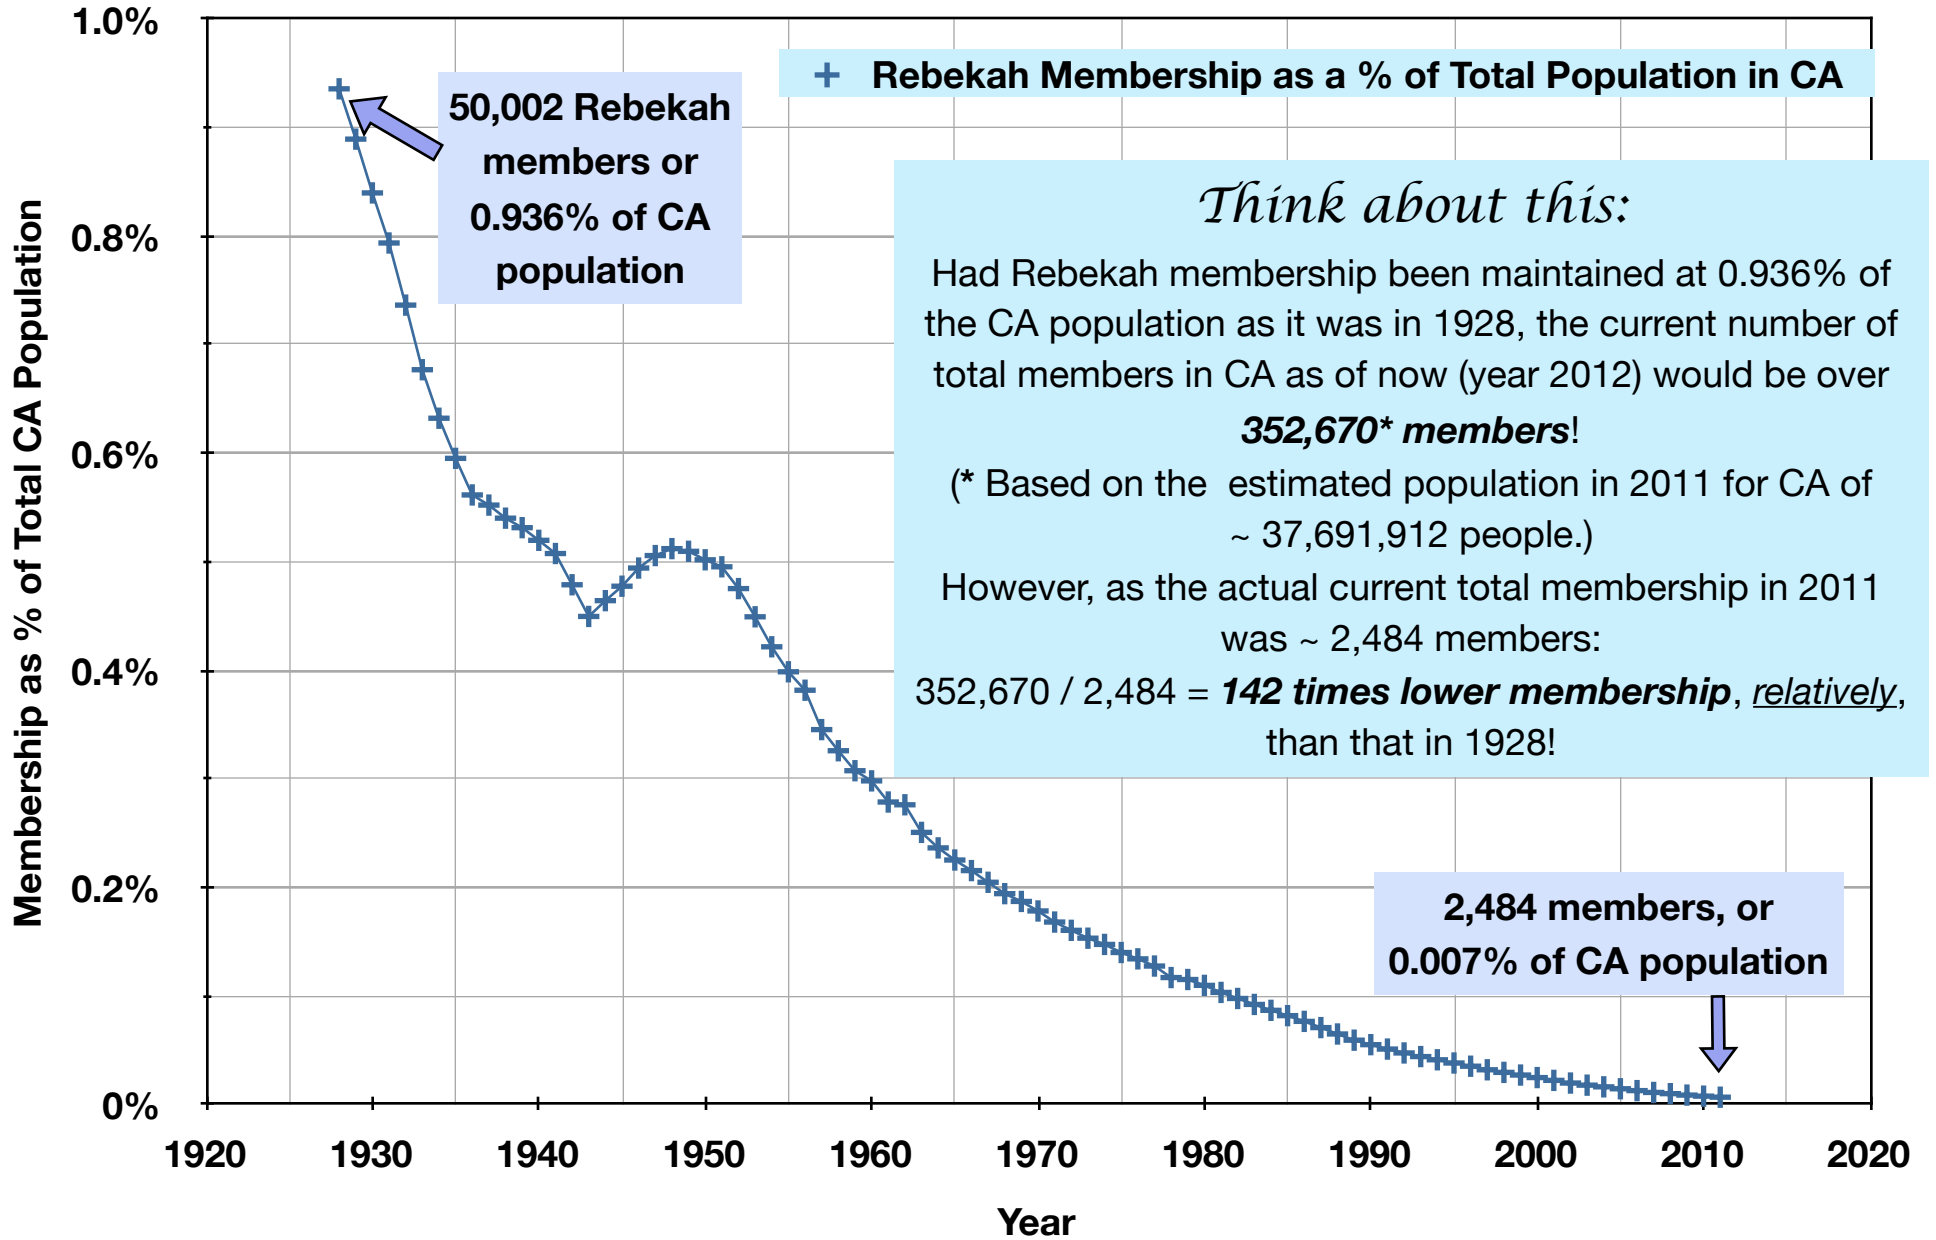 1.0%
0.8%
0.6%
0.4%
0.2%
0%
Membership as % of Total CA Population
Rebekah Membership as a % of Total Population in CA
50,002 Rebekah
members or
0.936% of CA
population
Think about this:
Had Rebekah membership been maintained at 0.936% of
the CA population as it was in 1928, the current number of
total members in CA as of now (year 2012) would be over
352,670* members!
(* Based on the  estimated population in 2011 for CA of
~ 37,691,912 people.)
However, as the actual current total membership in 2011
was ~ 2,484 members:
352,670 / 2,484 = 142 times lower membership, relatively,
than that in 1928!
2,484 members, or
0.007% of CA population
1920 1930 1940 1950 1960 1970 1980 1990 2000 2010 2020
Year